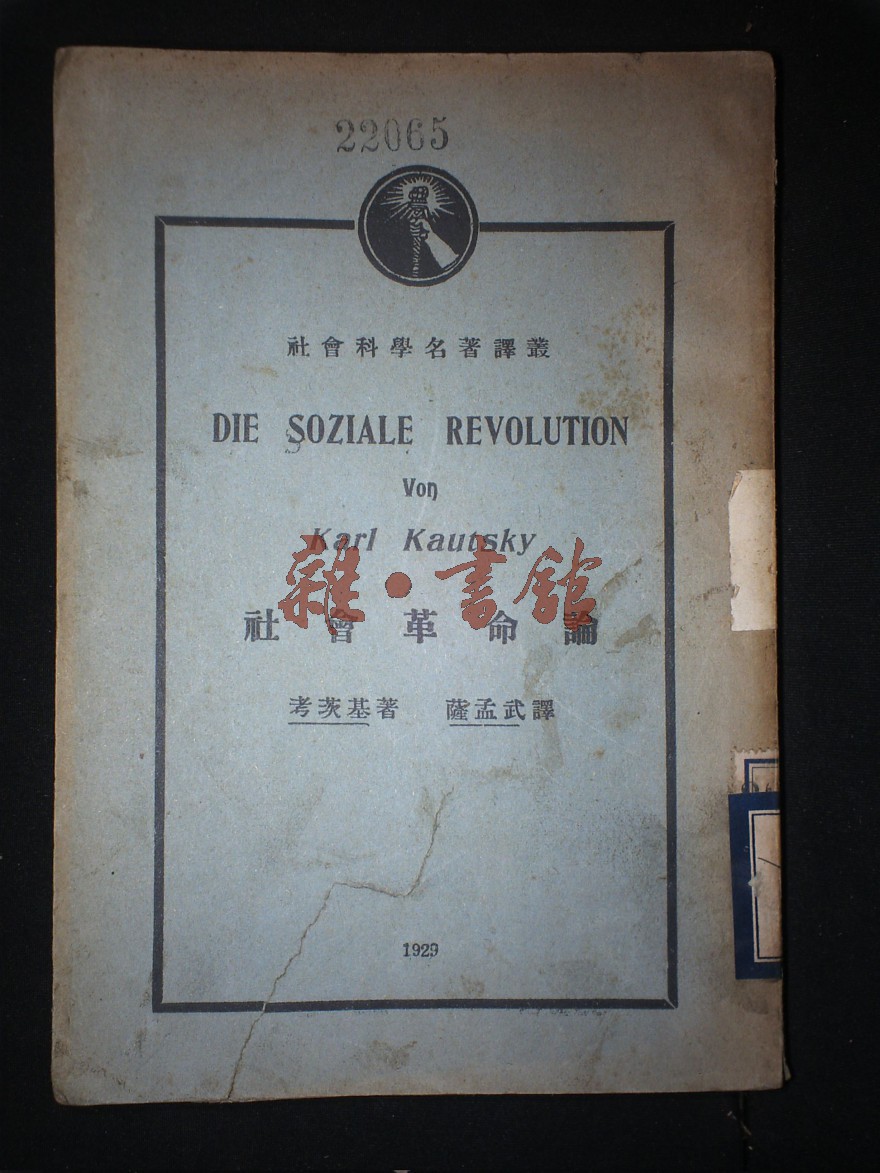 22065
社會科學名著譯叢
DIE SOZIALE REVOLUTION
Von
Karl Kautsky
雜·書館
社會革命論
考茨基著 薩孟武譯
1929